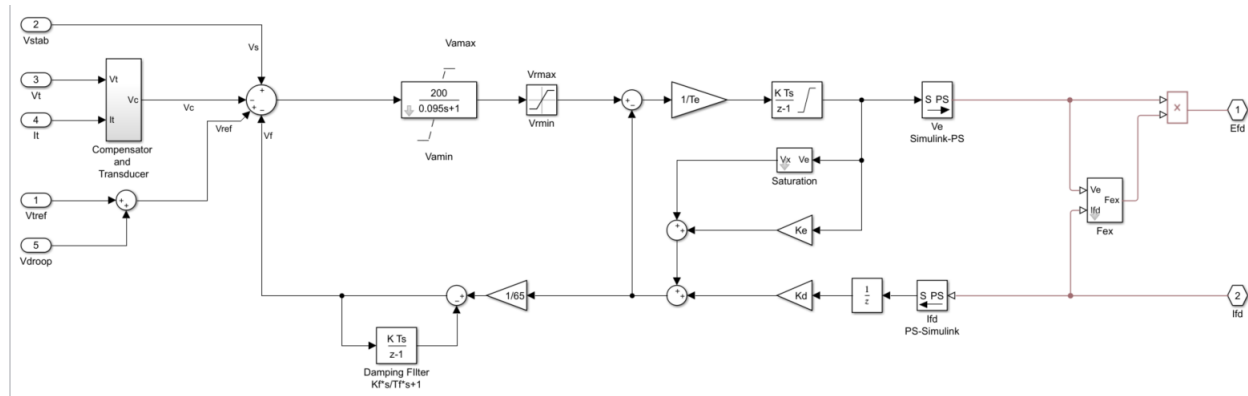 2
Vstab
Vs
3
Vt
4
It
Vt
It
Vc
Compensator
and
Transducer
Vc
+
-
+
-
Vref
Vf
1
Vtref
5
Vdroop
+
+
Vamax
200
0.095s+1
Vamin
Vrmax
Vrmin
+
-
1/Te
K Ts
z-1
S PS
Ve
Simulink-PS
×
1
Efd
Vx Ve
Saturation
Ve
Ifd
Fex
Fex
+
+
Ke
+
+
Kd
1
z
S PS
Ifd
PS-Simulink
2
Ifd
1/65
+
-
K Ts
z-1
Damping FIlter
Kf*s/Tf*s+1